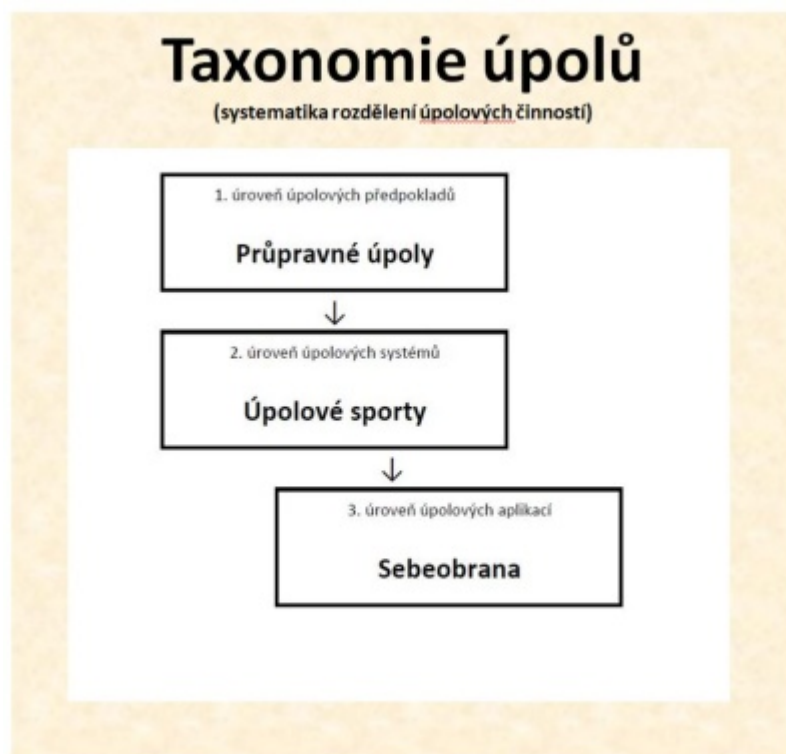 Taxonomie úpolů
(systematika rozdělení úpolových činností)
1. úroveň úpolových předpokladů
Průpravné úpoly
↓
2. úroveň úpolových systémů
Úpolové sporty
↓
3. úroveň úpolových aplikací
Sebeobrana